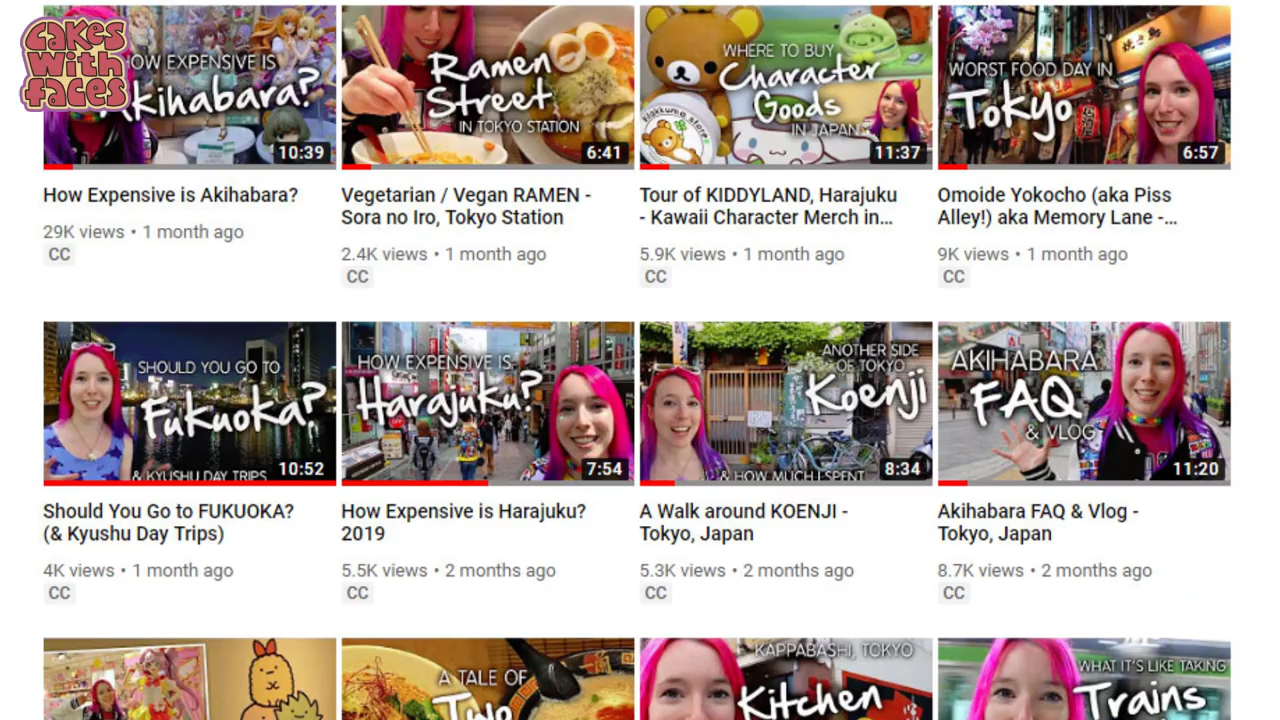 Cakes
With
faces
OW EXPENSIVE IS
kihabara?
10:39
Ramen
Street
IN TOKYO STATION
6:41
WHERE TO BUY
Character
Goods
IN JAPAN
11:37
WORST FOOD DAY IN
Tokyo
6:57
How Expensive is Akihabara?
29K views • 1 month ago
CC
Vegetarian / Vegan RAMEN -
Sora no Iro, Tokyo Station
2.4K views • 1 month ago
CC
Tour of KIDDYLAND, Harajuku
- Kawaii Character Merch in...
5.9K views • 1 month ago
CC
Omoide Yokocho (aka Piss
Alley!) aka Memory Lane -...
9K views • 1 month ago
CC
SHOULD YOU GO TO
Fukuoka?
& KYUSHU DAY TRIPS
10:52
HOW EXPENSIVE IS
Harajuku?
7:54
ANOTHER SIDE
OF TOKYO
Koenji
& HOW MUCH I SPENT
8:34
AKIHABARA
FAQ
& VLOG
11:20
Should You Go to FUKUOKA?
(& Kyushu Day Trips)
4K views • 1 month ago
CC
How Expensive is Harajuku?
2019
5.5K views • 2 months ago
CC
A Walk around KOENJI -
Tokyo, Japan
5.3K views • 2 months ago
CC
Akihabara FAQ & Vlog -
Tokyo, Japan
8.7K views • 2 months ago
CC
A TALE OF
Two
KAPPABASHI, TOKYO
Kitchen
WHAT IT'S LIKE TAKING
Trains